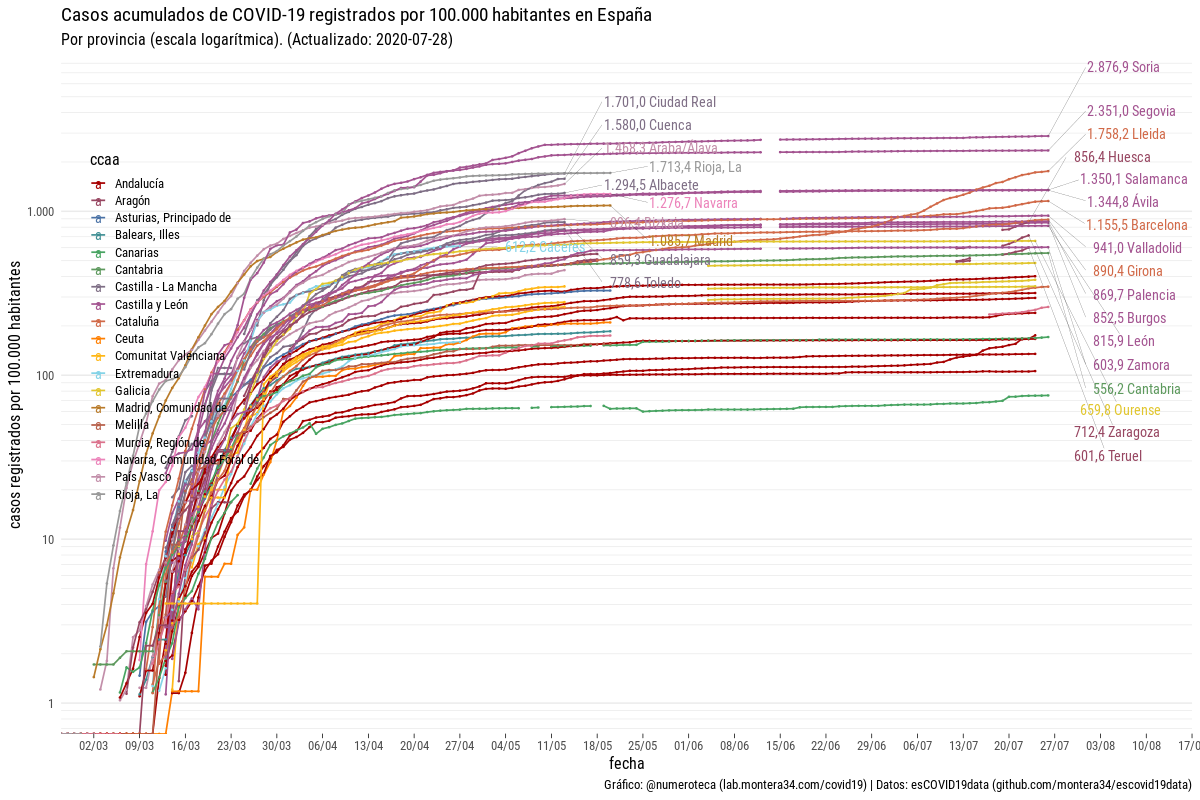 Casos acumulados de COVID-19 registrados por 100.000 habitantes en España
Por provincia (escala logarítmica). (Actualizado: 2020-07-28)
casos registrados por 100.000 habitantes
1.000
100
10
1
ccaa
Andalucía
Aragón
Asturias, Principado de
Balears, Illes
Canarias
Cantabria
Castilla - La Mancha
Castilla y León
Cataluña
Ceuta
Comunitat Valenciana
Extremadura
Galicia
Madrid, Comunidad de
Melilla
Murcia, Región de
Navarra, Comunidad Foral de
País Vasco
Rioja, La
1.701,0 Ciudad Real
1.580,0 Cuenca
1.468,3 Araba/Álava
1.713,4 Rioja, La
1.294,5 Albacete
1.276,7 Navarra
1.085,7 Madrid
612,2 Cáceres
859,3 Guadalajara
778,6 Toledo
2.876,9 Soria
2.351,0 Segovia
1.758,2 Lleida
856,4 Huesca
1.350,1 Salamanca
1.344,8 Ávila
1.155,5 Barcelona
941,0 Valladolid
890,4 Girona
869,7 Palencia
852,5 Burgos
815,9 León
603,9 Zamora
556,2 Cantabria
659,8 Ourense
712,4 Zaragoza
601,6 Teruel
02/03 09/03 16/03 23/03 30/03 06/04 13/04 20/04 27/04 04/05 11/05 18/05 25/05 01/06 08/06 15/06 22/06 29/06 06/07 13/07 20/07 27/07 03/08 10/08 17/0
fecha
Gráfico: @numeroteca (lab.montera34.com/covid19) | Datos: esCOVID19data (github.com/montera34/escovid19data)